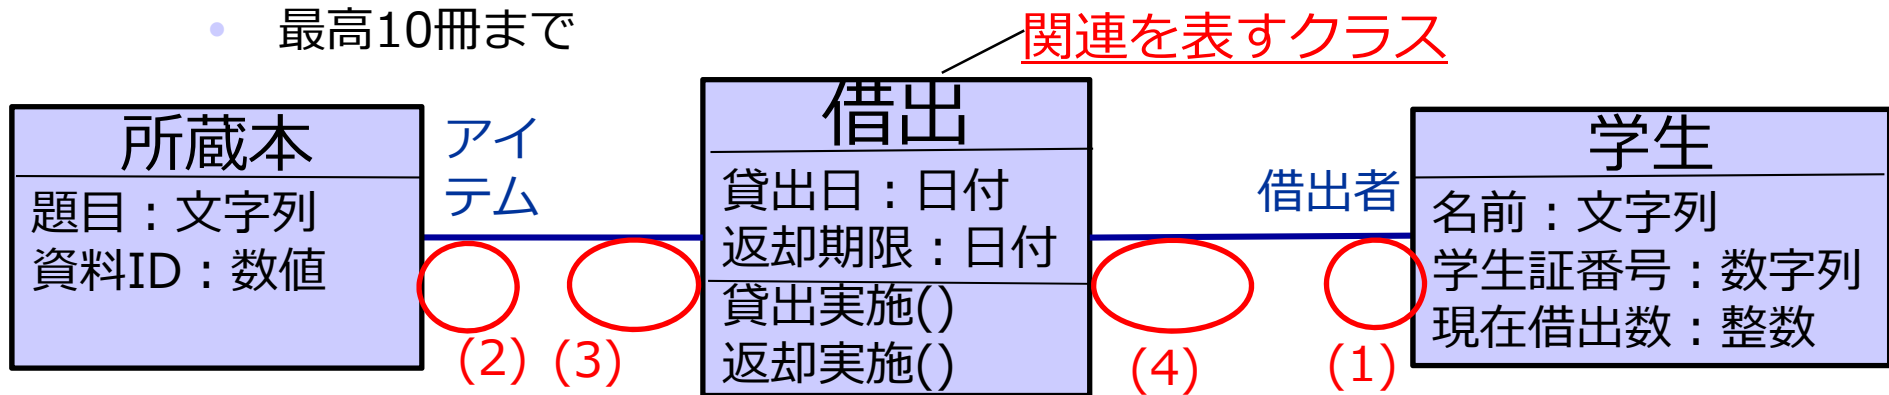 最高10冊まで
関連を表すクラス
所蔵本
題目：文字列
資料ID：数値
アイ
テム
(2)
(3)
借出
貸出日：日付
返却期限：日付
貸出実施()
返却実施()
(4)
借出者
(1)
学生
名前：文字列
学生証番号：数字列
現在借出数：整数